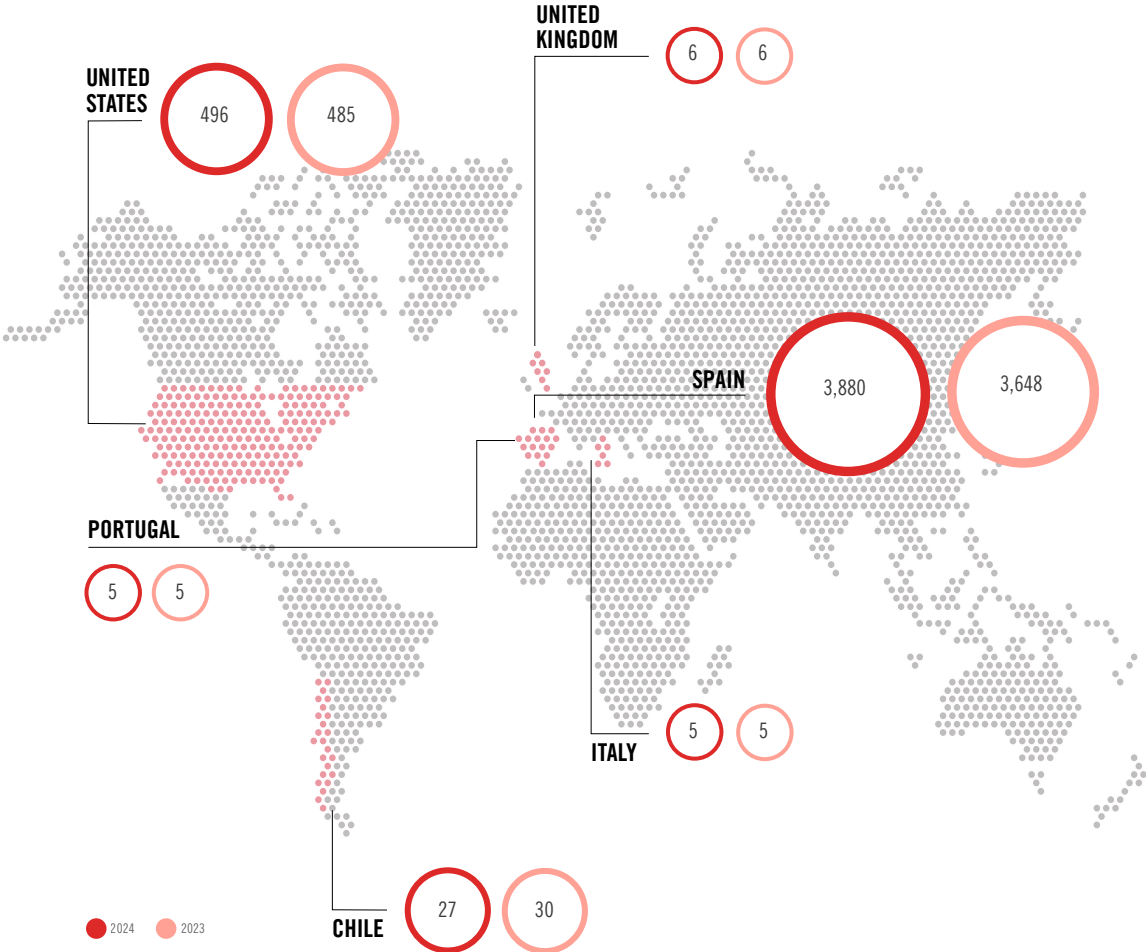 UNITED
KINGDOM
6 6
UNITED
STATES
496 485
SPAIN
3,880 3,648
PORTUGAL
5 5
ITALY
5 5
CHILE
27 30
2024 2023